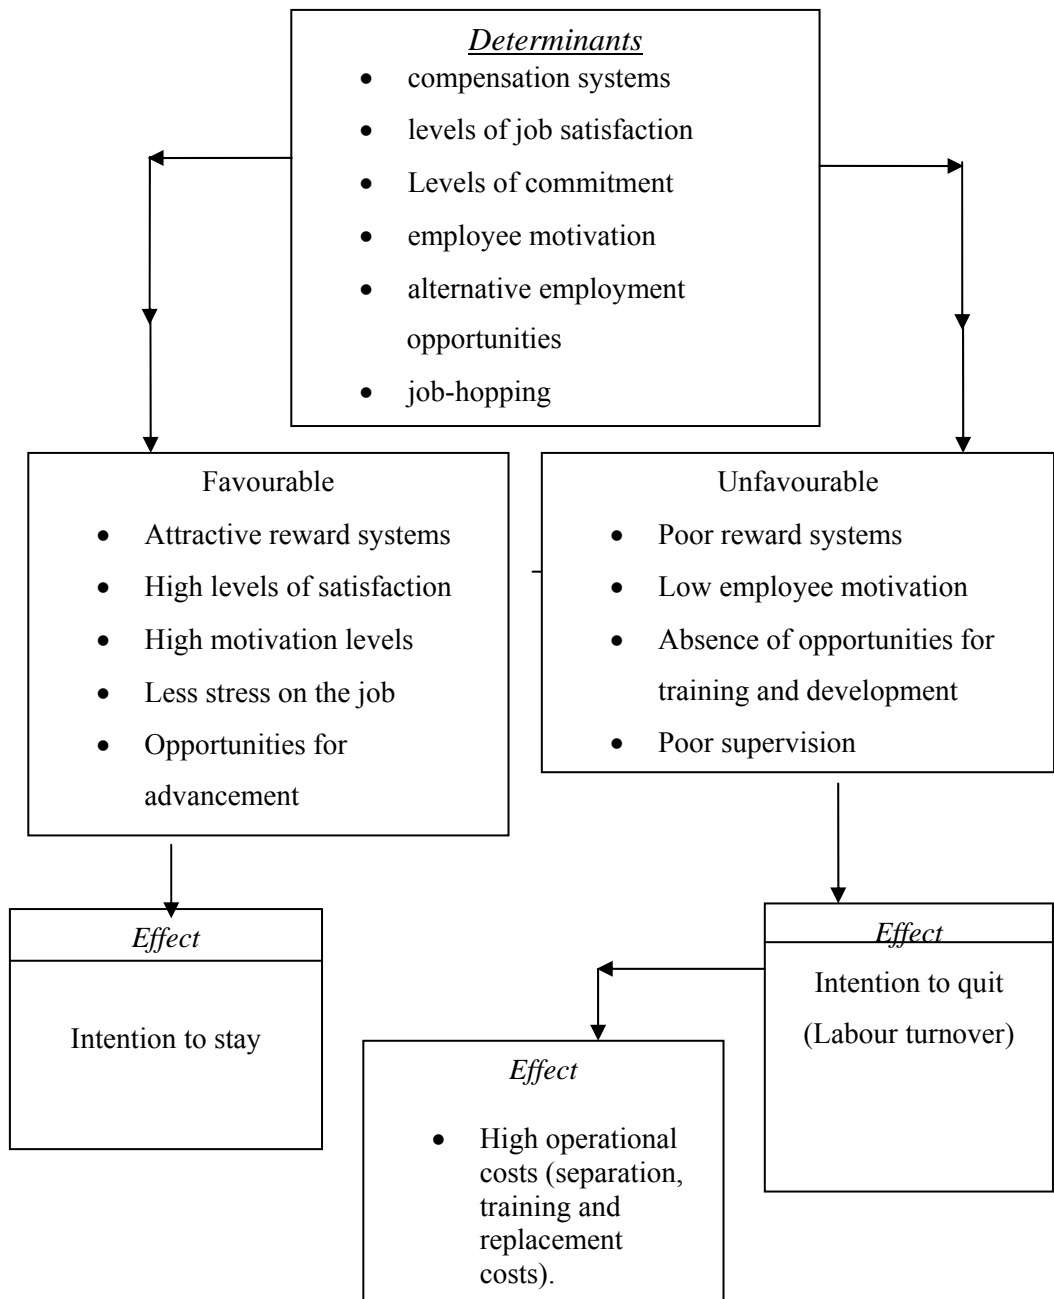 Determinants
• compensation systems
• levels of job satisfaction
• Levels of commitment
• employee motivation
• alternative employment
opportunities
• job-hopping
Favourable
• Attractive reward systems
• High levels of satisfaction
• High motivation levels
• Less stress on the job
• Opportunities for
advancement
Unfavourable
• Poor reward systems
• Low employee motivation
• Absence of opportunities for
training and development
• Poor supervision
Effect
Intention to stay
Effect
Intention to quit
(Labour turnover)
Effect
• High operational
costs (separation,
training and
replacement
costs).